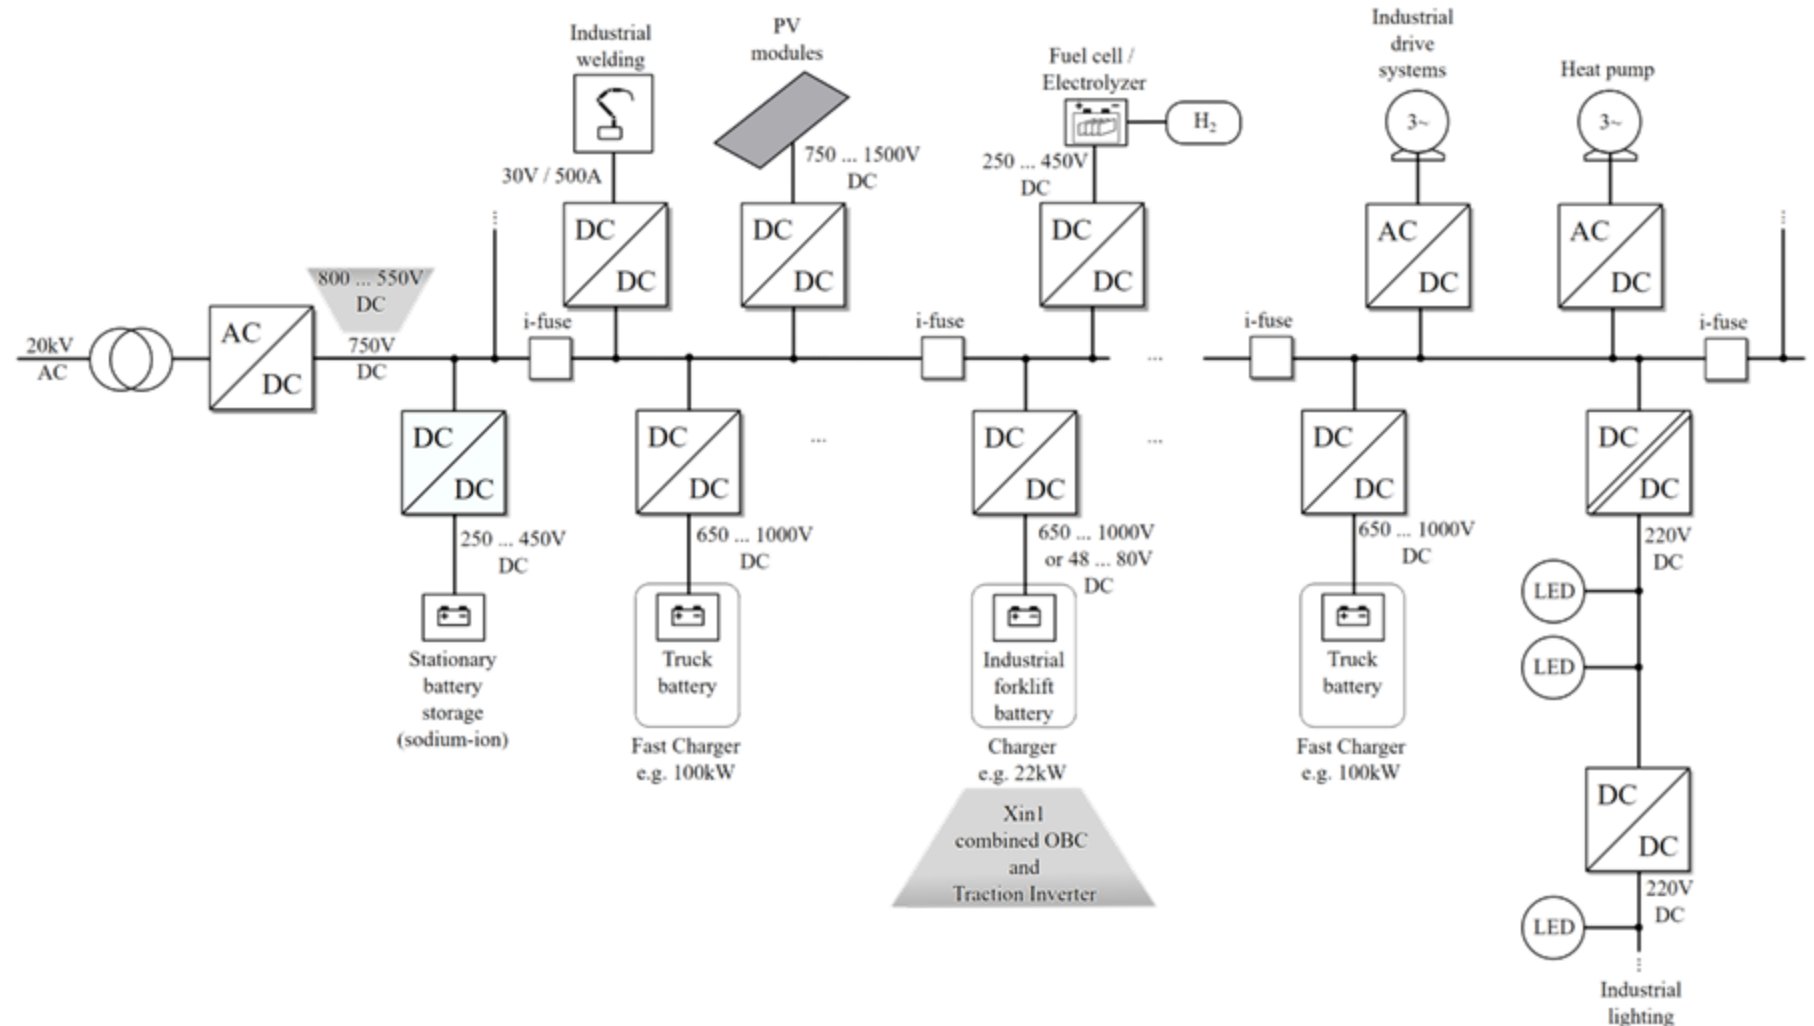 Industrial
welding
PV
modules
Fuel cell /
Electrolyzer
H₂
Industrial
drive
systems
3~
Heat pump
3~
30V / 500A
750 ... 1500V
DC
250 ... 450V
DC
DC
DC
DC
DC
DC
DC
AC
DC
AC
DC
800 ... 550V
DC
20kV
AC
AC
DC
750V
DC
i-fuse
i-fuse
...
i-fuse
i-fuse
DC
DC
DC
DC
...
DC
DC
...
DC
DC
DC
DC
250 ... 450V
DC
650 ... 1000V
DC
650 ... 1000V
or 48 ... 80V
DC
650 ... 1000V
DC
220V
DC
LED
LED
Stationary
battery
storage
(sodium-ion)
Truck
battery
Fast Charger
e.g. 100kW
Industrial
forklift
battery
Charger
e.g. 22kW
Xin1
combined OBC
and
Traction Inverter
Truck
battery
Fast Charger
e.g. 100kW
DC
DC
220V
DC
LED
Industrial
lighting